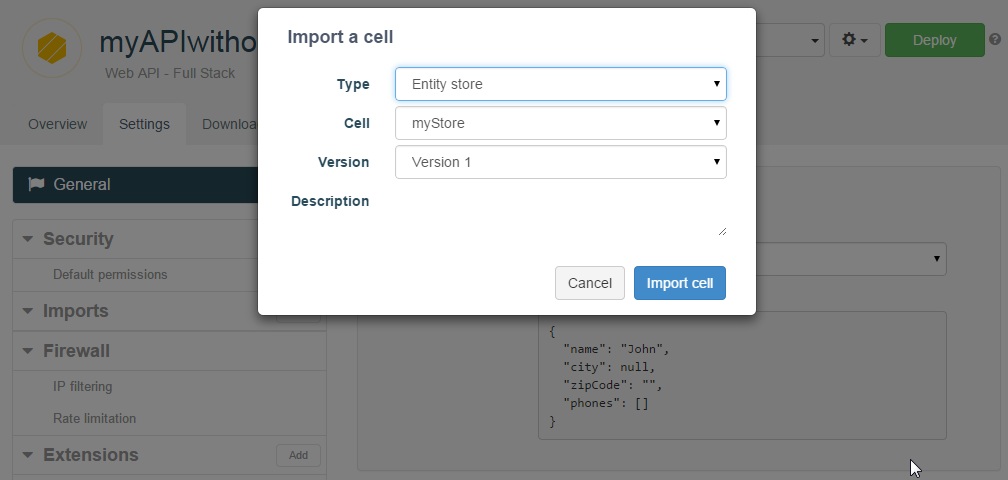 myAPIwitho
Web API - Full Stack
Deploy
Overview
Settings
Downloa
General
Security
Default permissions
Imports
Firewall
IP filtering
Rate limitation
Extensions
Add
Import a cell
Type
Entity store
Cell
myStore
Version
Version 1
Description
Cancel
Import cell
{
"name": "John",
"city": null,
"zipCode": "",
"phones": []
}